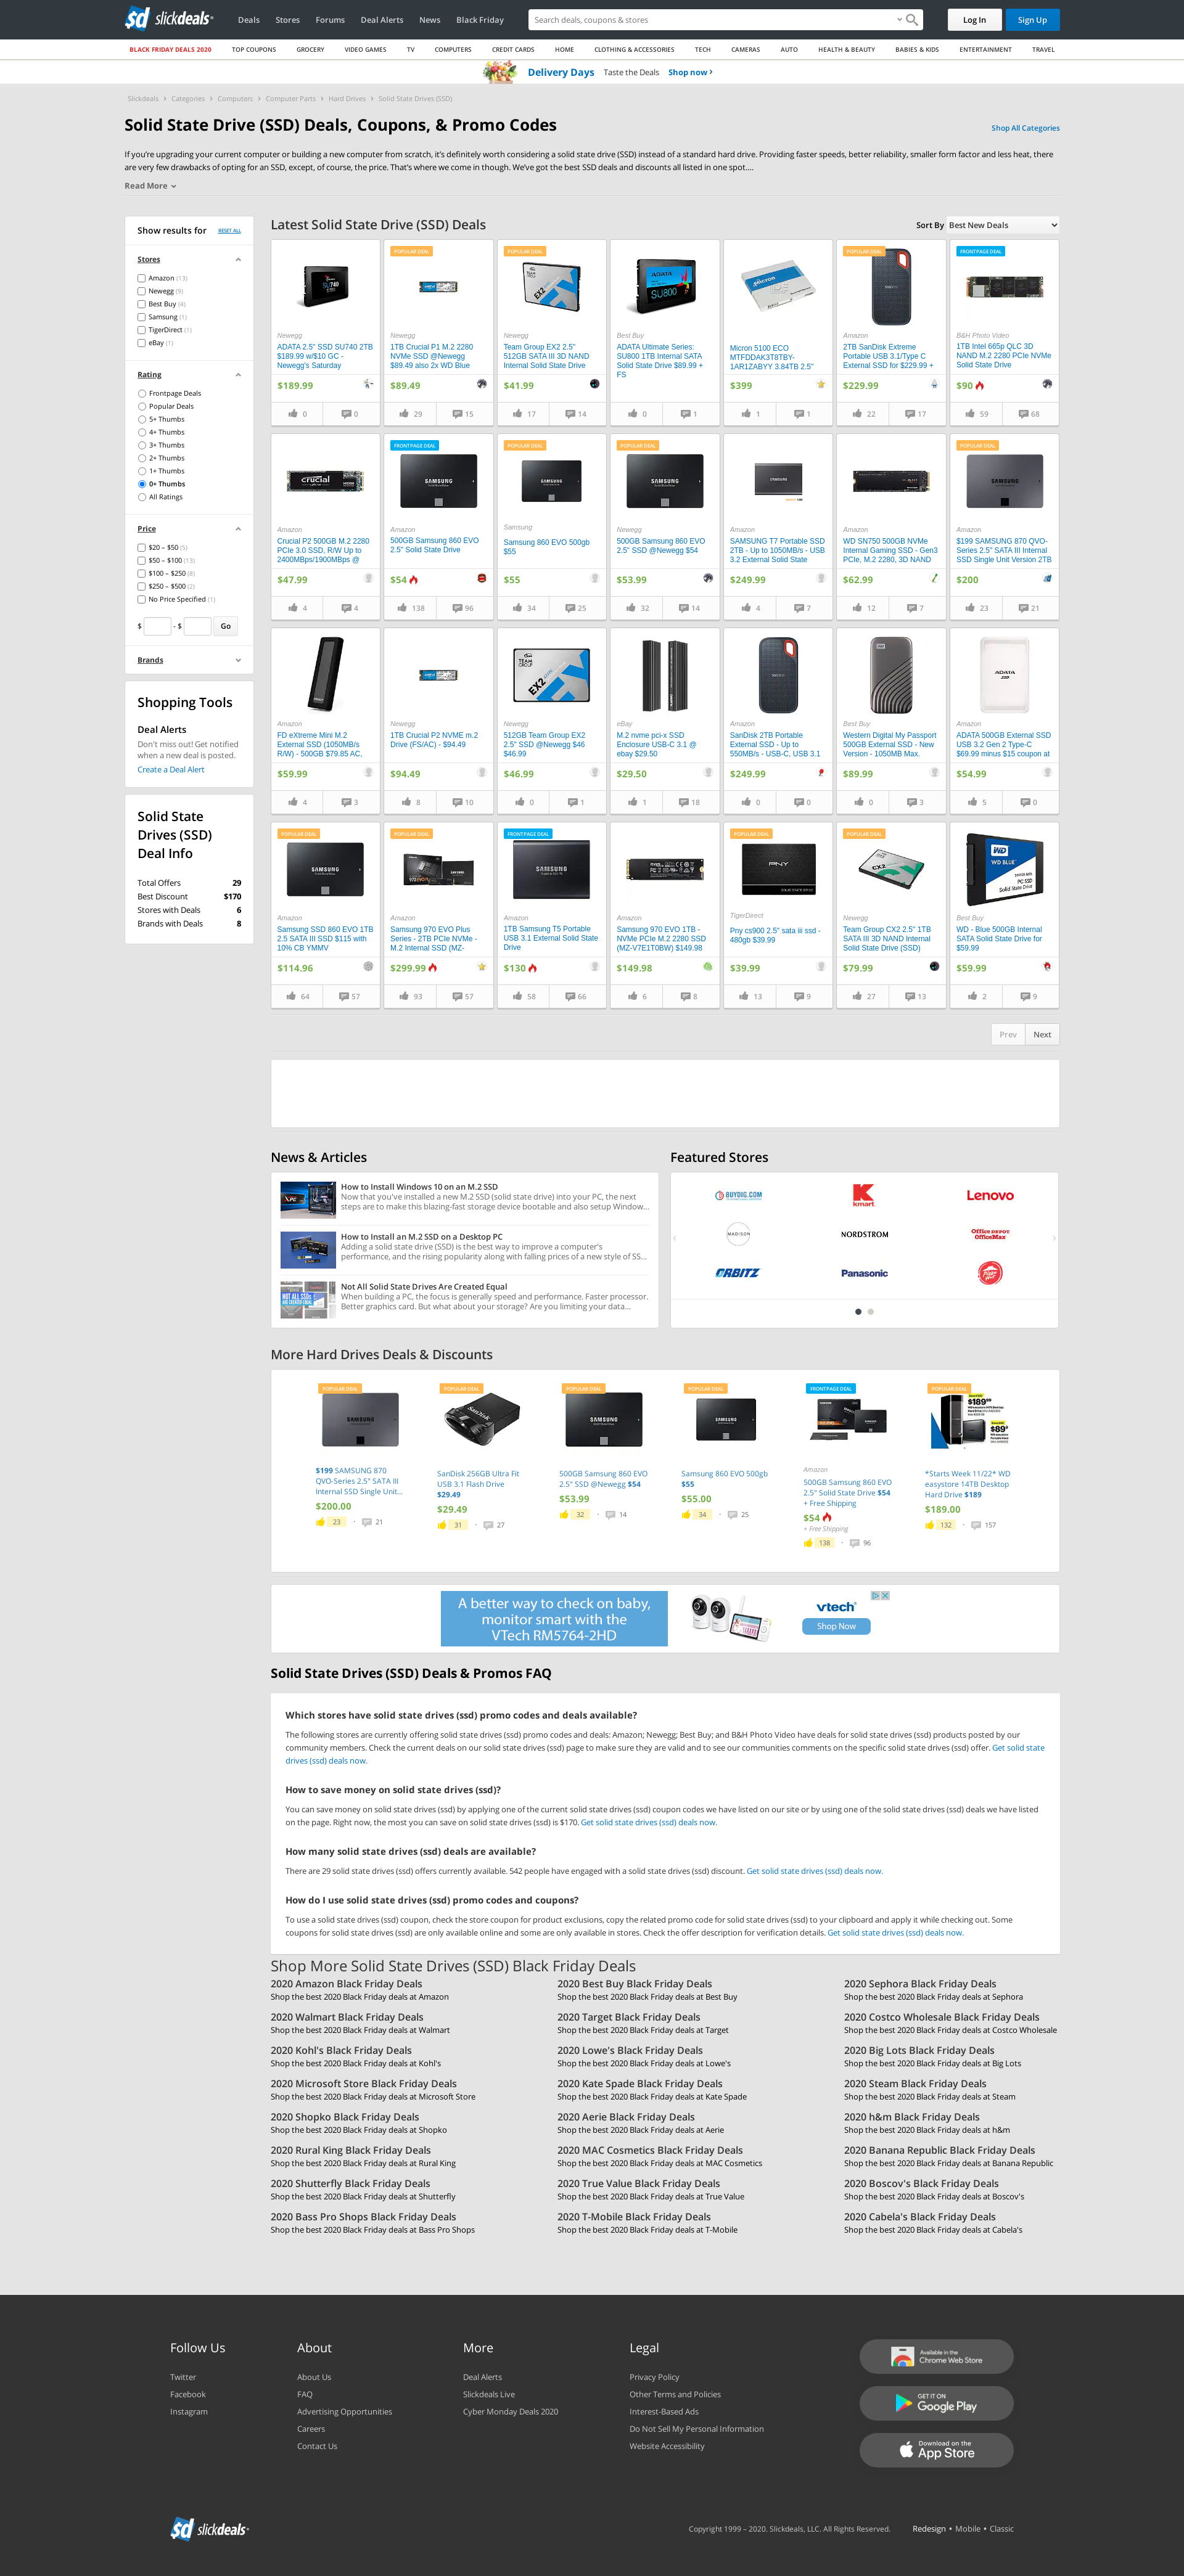 slickdeals
Deals Stores Forums Deal Alerts News Black Friday
Search deals, coupons & stores
Log In
Sign Up
BLACK FRIDAY DEALS 2020 TOP COUPONS GROCERY VIDEO GAMES TV COMPUTERS CREDIT CARDS HOME CLOTHING & ACCESSORIES TECH CAMERAS AUTO HEALTH & BEAUTY BABIES & KIDS ENTERTAINMENT TRAVEL
Delivery Days Taste the Deals Shop now ›
Slickdeals › Categories › Computers › Computer Parts › Hard Drives › Solid State Drives (SSD)
Solid State Drive (SSD) Deals, Coupons, & Promo Codes
Shop All Categories
If you're upgrading your current computer or building a new computer from scratch, it's definitely worth considering a solid state drive (SSD) instead of a standard hard drive. Providing faster speeds, better reliability, smaller form factor and less heat, there
are very few drawbacks of opting for an SSD, except, of course, the price. That's where we come in though. We've got the best SSD deals and discounts all listed in one spot....
Read More
Show results for
RESET ALL
Stores
Amazon (13)
Newegg (9)
Best Buy (4)
Samsung (1)
TigerDirect (1)
eBay (1)
Rating
Frontpage Deals
Popular Deals
5+ Thumbs
4+ Thumbs
3+ Thumbs
2+ Thumbs
1+ Thumbs
0+ Thumbs
All Ratings
Price
$20 – $50 (5)
$50 – $100 (13)
$100 – $250 (8)
$250 – $500 (2)
No Price Specified (1)
$ - $ Go
Brands
Shopping Tools
Deal Alerts
Don't miss out! Get notified
when a new deal is posted.
Create a Deal Alert
Solid State
Drives (SSD)
Deal Info
Total Offers 29
Best Discount $170
Stores with Deals 6
Brands with Deals 8
Latest Solid State Drive (SSD) Deals
Sort By Best New Deals
Newegg
ADATA 2.5" SSD SU740 2TB
$189.99 w/$10 GC -
Newegg's Saturday
$189.99
0 0
POPULAR DEAL
Newegg
1TB Crucial P1 M.2 2280
NVMe SSD @Newegg
$89.49 also 2x WD Blue
$89.49
29 15
POPULAR DEAL
Newegg
Team Group EX2 2.5"
512GB SATA III 3D NAND
Internal Solid State Drive
$41.99
17 14
Best Buy
ADATA Ultimate Series:
SU800 1TB Internal SATA
Solid State Drive $89.99 +
FS
0 1
Micron 5100 ECO
MTFDDAK3T8TBY-
1AR1ZABYY 3.84TB 2.5"
$399
1 1
POPULAR DEAL
Amazon
2TB SanDisk Extreme
Portable USB 3.1/Type C
External SSD for $229.99 +
$229.99
22 17
FRONTPAGE DEAL
B&H Photo Video
1TB Intel 665p QLC 3D
NAND M.2 2280 PCIe NVMe
Solid State Drive
$90
59 68
Amazon
Crucial P2 500GB M.2 2280
PCIe 3.0 SSD, R/W Up to
2400MBps/1900MBps @
$47.99
4 4
FRONTPAGE DEAL
Amazon
500GB Samsung 860 EVO
2.5" Solid State Drive
$54
138 96
POPULAR DEAL
Samsung
Samsung 860 EVO 500gb
$55
$55
34 25
POPULAR DEAL
Newegg
500GB Samsung 860 EVO
2.5" SSD @Newegg $54
$53.99
32 14
Amazon
SAMSUNG T7 Portable SSD
2TB - Up to 1050MB/s - USB
3.2 External Solid State
$249.99
4 7
Amazon
WD SN750 500GB NVMe
Internal Gaming SSD - Gen3
PCIe, M.2 2280, 3D NAND
$62.99
12 7
POPULAR DEAL
Amazon
$199 SAMSUNG 870 QVO-
Series 2.5" SATA III Internal
SSD Single Unit Version 2TB
$200
23 21
Amazon
FD eXtreme Mini M.2
External SSD (1050MB/s
R/W) - 500GB $79.85 AC,
$59.99
4 3
Newegg
1TB Crucial P2 NVME m.2
Drive (FS/AC) - $94.49
$94.49
8 10
Newegg
512GB Team Group EX2
2.5" SSD @Newegg $46
$46.99
$46.99
0 1
eBay
M.2 nvme pci-x SSD
Enclosure USB-C 3.1 @
ebay $29.50
$29.50
1 18
Amazon
SanDisk 2TB Portable
External SSD - Up to
550MB/s - USB-C, USB 3.1
$249.99
0 0
Best Buy
Western Digital My Passport
500GB External SSD - New
Version - 1050MB Max.
$89.99
0 3
Amazon
ADATA 500GB External SSD
USB 3.2 Gen 2 Type-C
$69.99 minus $15 coupon at
$54.99
5 0
POPULAR DEAL
Amazon
Samsung SSD 860 EVO 1TB
2.5 SATA III SSD $115 with
10% CB YMMV
$114.96
64 57
POPULAR DEAL
Amazon
Samsung 970 EVO Plus
Series - 2TB PCIe NVMe -
M.2 Internal SSD (MZ-
$299.99
93 57
FRONTPAGE DEAL
Amazon
1TB Samsung T5 Portable
USB 3.1 External Solid State
Drive
$130
58 66
Amazon
Samsung 970 EVO 1TB -
NVMe PCIe M.2 2280 SSD
(MZ-V7E1T0BW) $149.98
$149.98
6 8
POPULAR DEAL
TigerDirect
Pny cs900 2.5" sata iii ssd -
480gb $39.99
$39.99
13 9
POPULAR DEAL
Newegg
Team Group CX2 2.5" 1TB
SATA III 3D NAND Internal
Solid State Drive (SSD)
$79.99
27 13
Best Buy
WD - Blue 500GB Internal
SATA Solid State Drive for
$59.99
$59.99
2 9
Prev Next
News & Articles
How to Install Windows 10 on an M.2 SSD
Now that you've installed a new M.2 SSD (solid state drive) into your PC, the next
steps are to make this blazing-fast storage device bootable and also setup Window...
How to Install an M.2 SSD on a Desktop PC
Adding a solid state drive (SSD) is the best way to improve a computer's
performance, and the rising popularity along with falling prices of a new style of SS...
Not All Solid State Drives Are Created Equal
When building a PC, the focus is generally speed and performance. Faster processor.
Better graphics card. But what about your storage? Are you limiting your data...
Featured Stores
BUYDIG.COM
kmart
Lenovo
MADISON
NORDSTROM
Office DEPOT
OfficeMax
ORBITZ
Panasonic
Pizza Hut
More Hard Drives Deals & Discounts
POPULAR DEAL
$199 SAMSUNG 870
QVO-Series 2.5" SATA III
Internal SSD Single Unit...
$200.00
23 · 21
POPULAR DEAL
SanDisk 256GB Ultra Fit
USB 3.1 Flash Drive
$29.49
$29.49
31 · 27
POPULAR DEAL
500GB Samsung 860 EVO
2.5" SSD @Newegg $54
$53.99
32 · 14
POPULAR DEAL
Samsung 860 EVO 500gb
$55
$55.00
34 · 25
FRONTPAGE DEAL
Amazon
500GB Samsung 860 EVO
2.5" Solid State Drive $54
+ Free Shipping
$54
+ Free Shipping
138 · 96
POPULAR DEAL
*Starts Week 11/22* WD
easystore 14TB Desktop
Hard Drive $189
$189.00
132 · 157
A better way to check on baby,
monitor smart with the
VTech RM5764-2HD
vtech
Shop Now
Solid State Drives (SSD) Deals & Promos FAQ
Which stores have solid state drives (ssd) promo codes and deals available?
The following stores are currently offering solid state drives (ssd) promo codes and deals: Amazon; Newegg; Best Buy; and B&H Photo Video have deals for solid state drives (ssd) products posted by our
community members. Check the current deals on our solid state drives (ssd) page to make sure they are valid and to see our communities comments on the specific solid state drives (ssd) offer. Get solid state
drives (ssd) deals now.
How to save money on solid state drives (ssd)?
You can save money on solid state drives (ssd) by applying one of the current solid state drives (ssd) coupon codes we have listed on our site or by using one of the solid state drives (ssd) deals we have listed
on the page. Right now, the most you can save on solid state drives (ssd) is $170. Get solid state drives (ssd) deals now.
How many solid state drives (ssd) deals are available?
There are 29 solid state drives (ssd) offers currently available. 542 people have engaged with a solid state drives (ssd) discount. Get solid state drives (ssd) deals now.
How do I use solid state drives (ssd) promo codes and coupons?
To use a solid state drives (ssd) coupon, check the store coupon for product exclusions, copy the related promo code for solid state drives (ssd) to your clipboard and apply it while checking out. Some
coupons for solid state drives (ssd) are only available online and some are only available in stores. Check the offer description for verification details. Get solid state drives (ssd) deals now.
Shop More Solid State Drives (SSD) Black Friday Deals
2020 Amazon Black Friday Deals
Shop the best 2020 Black Friday deals at Amazon
2020 Best Buy Black Friday Deals
Shop the best 2020 Black Friday deals at Best Buy
2020 Sephora Black Friday Deals
Shop the best 2020 Black Friday deals at Sephora
2020 Walmart Black Friday Deals
Shop the best 2020 Black Friday deals at Walmart
2020 Target Black Friday Deals
Shop the best 2020 Black Friday deals at Target
2020 Costco Wholesale Black Friday Deals
Shop the best 2020 Black Friday deals at Costco Wholesale
2020 Kohl's Black Friday Deals
Shop the best 2020 Black Friday deals at Kohl's
2020 Lowe's Black Friday Deals
Shop the best 2020 Black Friday deals at Lowe's
2020 Big Lots Black Friday Deals
Shop the best 2020 Black Friday deals at Big Lots
2020 Microsoft Store Black Friday Deals
Shop the best 2020 Black Friday deals at Microsoft Store
2020 Kate Spade Black Friday Deals
Shop the best 2020 Black Friday deals at Kate Spade
2020 Steam Black Friday Deals
Shop the best 2020 Black Friday deals at Steam
2020 Shopko Black Friday Deals
Shop the best 2020 Black Friday deals at Shopko
2020 Aerie Black Friday Deals
Shop the best 2020 Black Friday deals at Aerie
2020 h&m Black Friday Deals
Shop the best 2020 Black Friday deals at h&m
2020 Rural King Black Friday Deals
Shop the best 2020 Black Friday deals at Rural King
2020 MAC Cosmetics Black Friday Deals
Shop the best 2020 Black Friday deals at MAC Cosmetics
2020 Banana Republic Black Friday Deals
Shop the best 2020 Black Friday deals at Banana Republic
2020 Shutterfly Black Friday Deals
Shop the best 2020 Black Friday deals at Shutterfly
2020 True Value Black Friday Deals
Shop the best 2020 Black Friday deals at True Value
2020 Boscov's Black Friday Deals
Shop the best 2020 Black Friday deals at Boscov's
2020 Bass Pro Shops Black Friday Deals
Shop the best 2020 Black Friday deals at Bass Pro Shops
2020 T-Mobile Black Friday Deals
Shop the best 2020 Black Friday deals at T-Mobile
2020 Cabela's Black Friday Deals
Shop the best 2020 Black Friday deals at Cabela's
Follow Us
Twitter
Facebook
Instagram
About
About Us
FAQ
Advertising Opportunities
Careers
Contact Us
More
Deal Alerts
Slickdeals Live
Cyber Monday Deals 2020
Legal
Privacy Policy
Other Terms and Policies
Interest-Based Ads
Do Not Sell My Personal Information
Website Accessibility
Available in the
Chrome Web Store
GET IT ON
Google Play
Download on the
App Store
slickdeals
Copyright 1999 – 2020. Slickdeals, LLC. All Rights Reserved. Redesign • Mobile • Classic